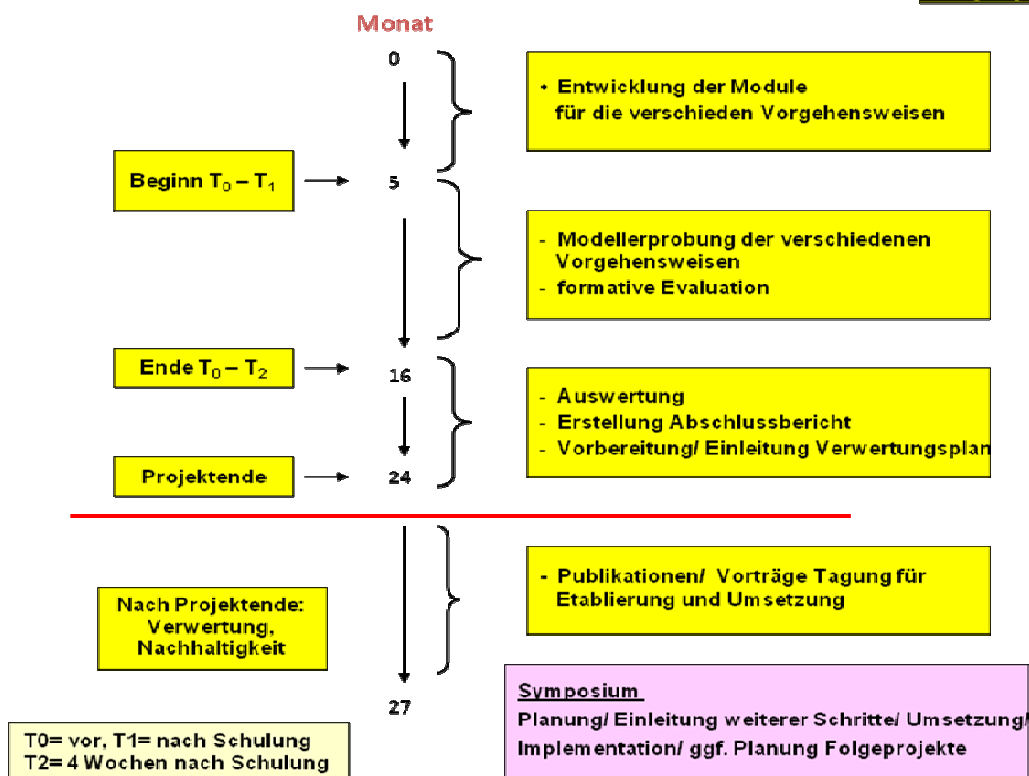 Monat
0
+ Entwicklung der Module
für die verschieden Vorgehensweisen
Beginn T0 – T1
5
- Modellerprobung der verschiedenen
Vorgehensweisen
- formative Evaluation
Ende T0 – T2
16
- Auswertung
- Erstellung Abschlussbericht
- Vorbereitung/ Einleitung Verwertungsplan
Projektende
24
- Publikationen/ Vorträge Tagung für
Etablierung und Umsetzung
Nach Projektende:
Verwertung,
Nachhaltigkeit
27
Symposium
Planung/ Einleitung weiterer Schritte/ Umsetzung/
Implementation/ ggf. Planung Folgeprojekte
T0= vor, T1= nach Schulung
T2= 4 Wochen nach Schulung